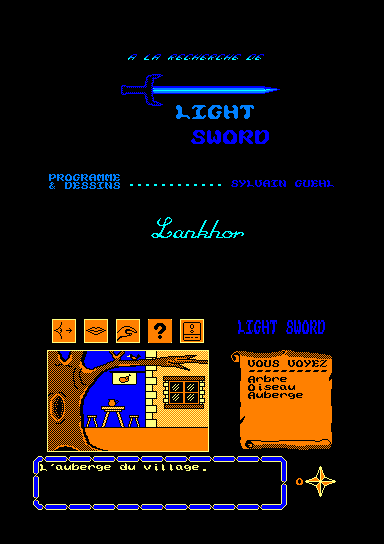 A LA RECHERCHE DE
LIGHT
SWORD
PROGRAMME
& DESSINS ............ SYLVAIN GUEHL
Lankhor
?
LIGHT SWORD
VOUS VOYEZ
Arbre
Oiseau
Auberge
L'auberge du village.
O